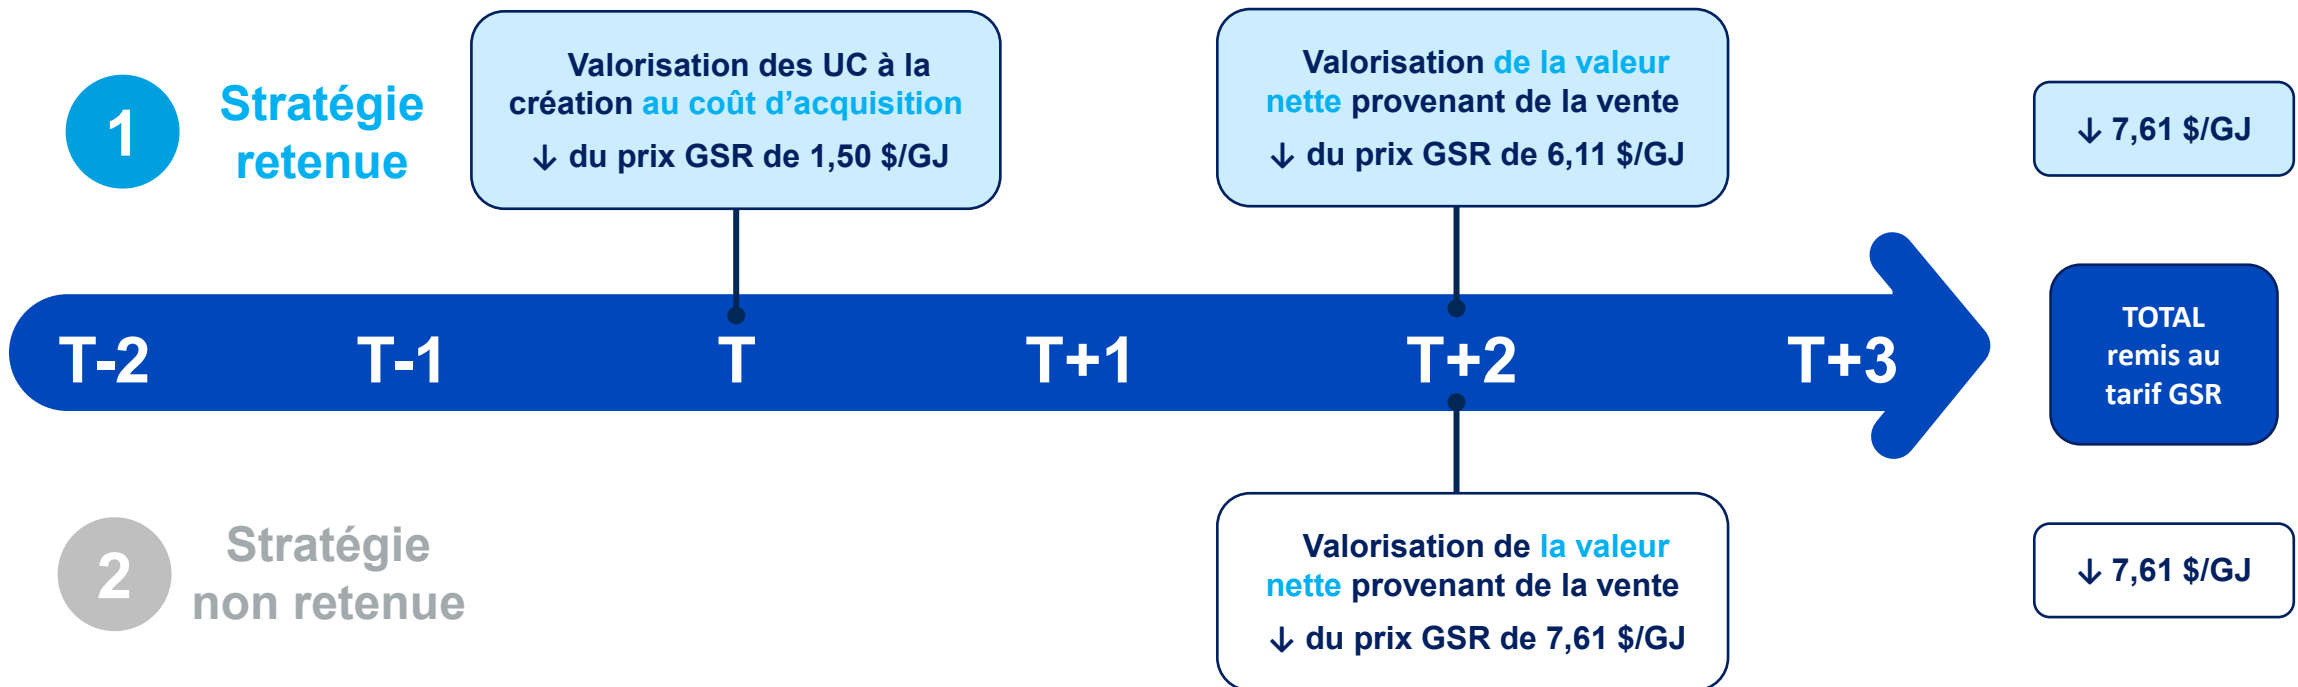 1
Stratégie
retenue
Valorisation des UC à la
création au coût d'acquisition
↓ du prix GSR de 1,50 $/GJ
Valorisation de la valeur
nette provenant de la vente
↓ du prix GSR de 6,11 $/GJ
↓ 7,61 $/GJ
T-2
T-1
T
T+1
T+2
T+3
TOTAL
remis au
tarif GSR
2
Stratégie
non retenue
Valorisation de la valeur
nette provenant de la vente
↓ du prix GSR de 7,61 $/GJ
↓ 7,61 $/GJ